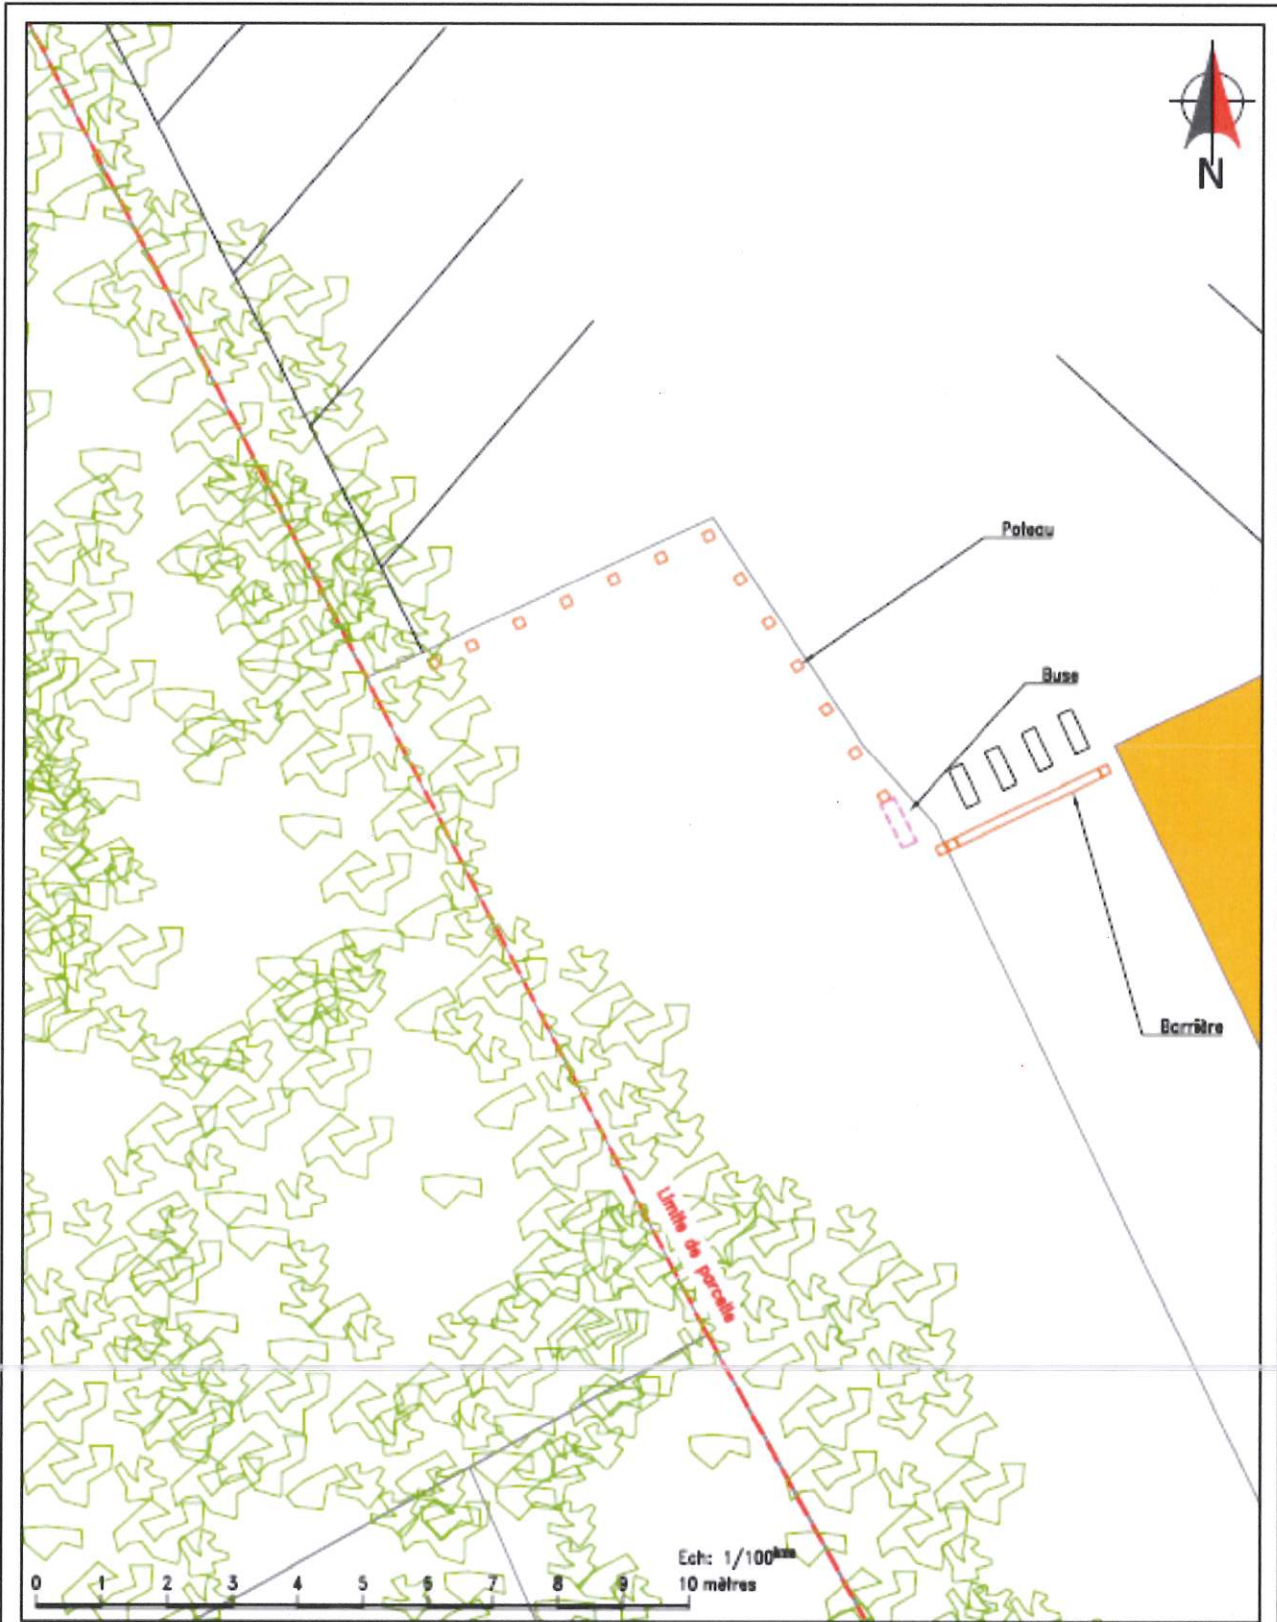 N
Poteau
Buse
Barrière
Limite de parcelle
Ech: 1/100ème
0 1 2 3 4 5 6 7 8 9 10 mètres